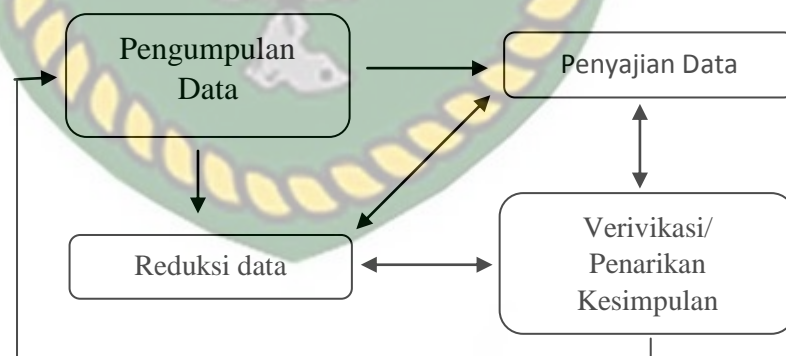 Pengumpulan
Data
Penyajian Data
Reduksi data
Verivikasi/
Penarikan
Kesimpulan